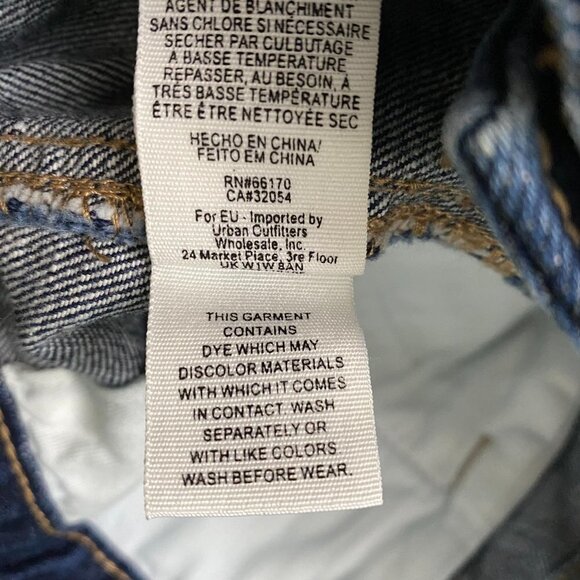 AGENT DE BLANCHIMENT
SANS CHLORE SI NÉCESSAIRE
SÉCHER PAR CULBUTAGE
A BASSE TEMPÉRATURE
REPASSER, AU BESOIN, À
TRÈS BASSE TEMPÉRATURE
ÊTRE ÊTRE NETTOYÉE SEC
HECHO EN CHINA/
FEITO EM CHINA
RN#66170
CA#32054
For EU - Imported by
Urban Outfitters
Wholesale, Inc.
24 Market Place, 3re Floor
UK W1W 8AN
THIS GARMENT
CONTAINS
DYE WHICH MAY
DISCOLOR MATERIALS
WITH WHICH IT COMES
IN CONTACT. WASH
SEPARATELY OR
WITH LIKE COLORS.
WASH BEFORE WEAR.